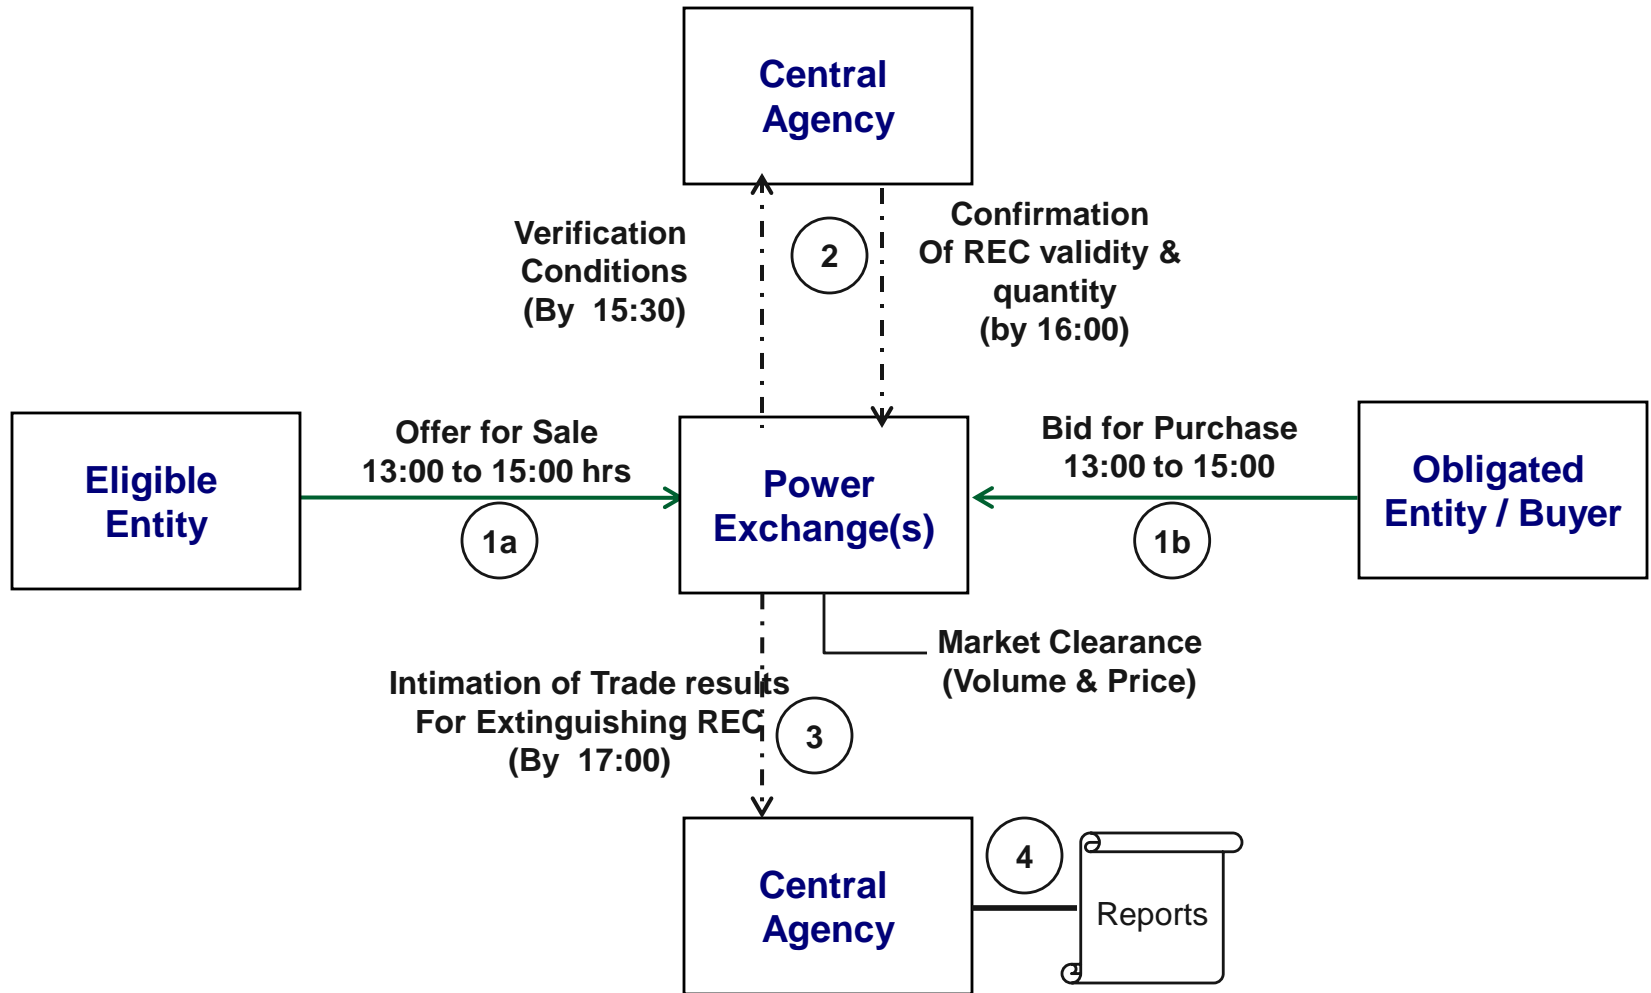 Central
Agency
Verification
Conditions
(By 15:30)
2
Confirmation
Of REC validity &
quantity
(by 16:00)
Eligible
Entity
Offer for Sale
13:00 to 15:00 hrs
1a
Power
Exchange(s)
Bid for Purchase
13:00 to 15:00
1b
Obligated
Entity / Buyer
Market Clearance
(Volume & Price)
Intimation of Trade results
For Extinguishing REC
(By 17:00)
3
Central
Agency
4
Reports